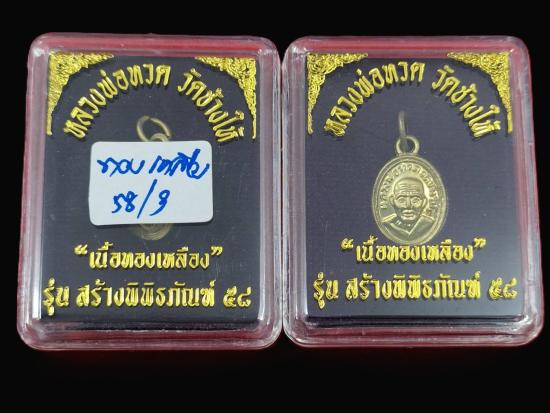 หลวงพ่อทวด วัดช้างให้
ทองเหลือง
58/จ
"เนื้อทองเหลือง"
รุ่น สร้างพิพิธภัณฑ์ ๕๘
หลวงพ่อทวด วัดช้างให้
"เนื้อทองเหลือง"
รุ่น สร้างพิพิธภัณฑ์ ๕๘